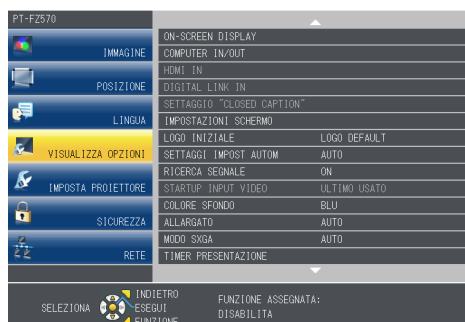 PT-FZ570
IMMAGINE
POSIZIONE
LINGUA
VISUALIZZA OPZIONI
IMPOSTA PROIETTORE
SICUREZZA
RETE
ON-SCREEN DISPLAY
COMPUTER IN/OUT
HDMI IN
DIGITAL LINK IN
SETTAGGIO "CLOSED CAPTION"
IMPOSTAZIONI SCHERMO
LOGO INIZIALE LOGO DEFAULT
SETTAGGI IMPOST AUTOM AUTO
RICERCA SEGNALE ON
STARTUP INPUT VIDEO ULTIMO USATO
COLORE SFONDO BLU
ALLARGATO AUTO
MODO SXGA AUTO
TIMER PRESENTAZIONE
SELEZIONA
INDIETRO
ESEGUI
FUNZIONE
FUNZIONE ASSEGNATA:
DISABILITA